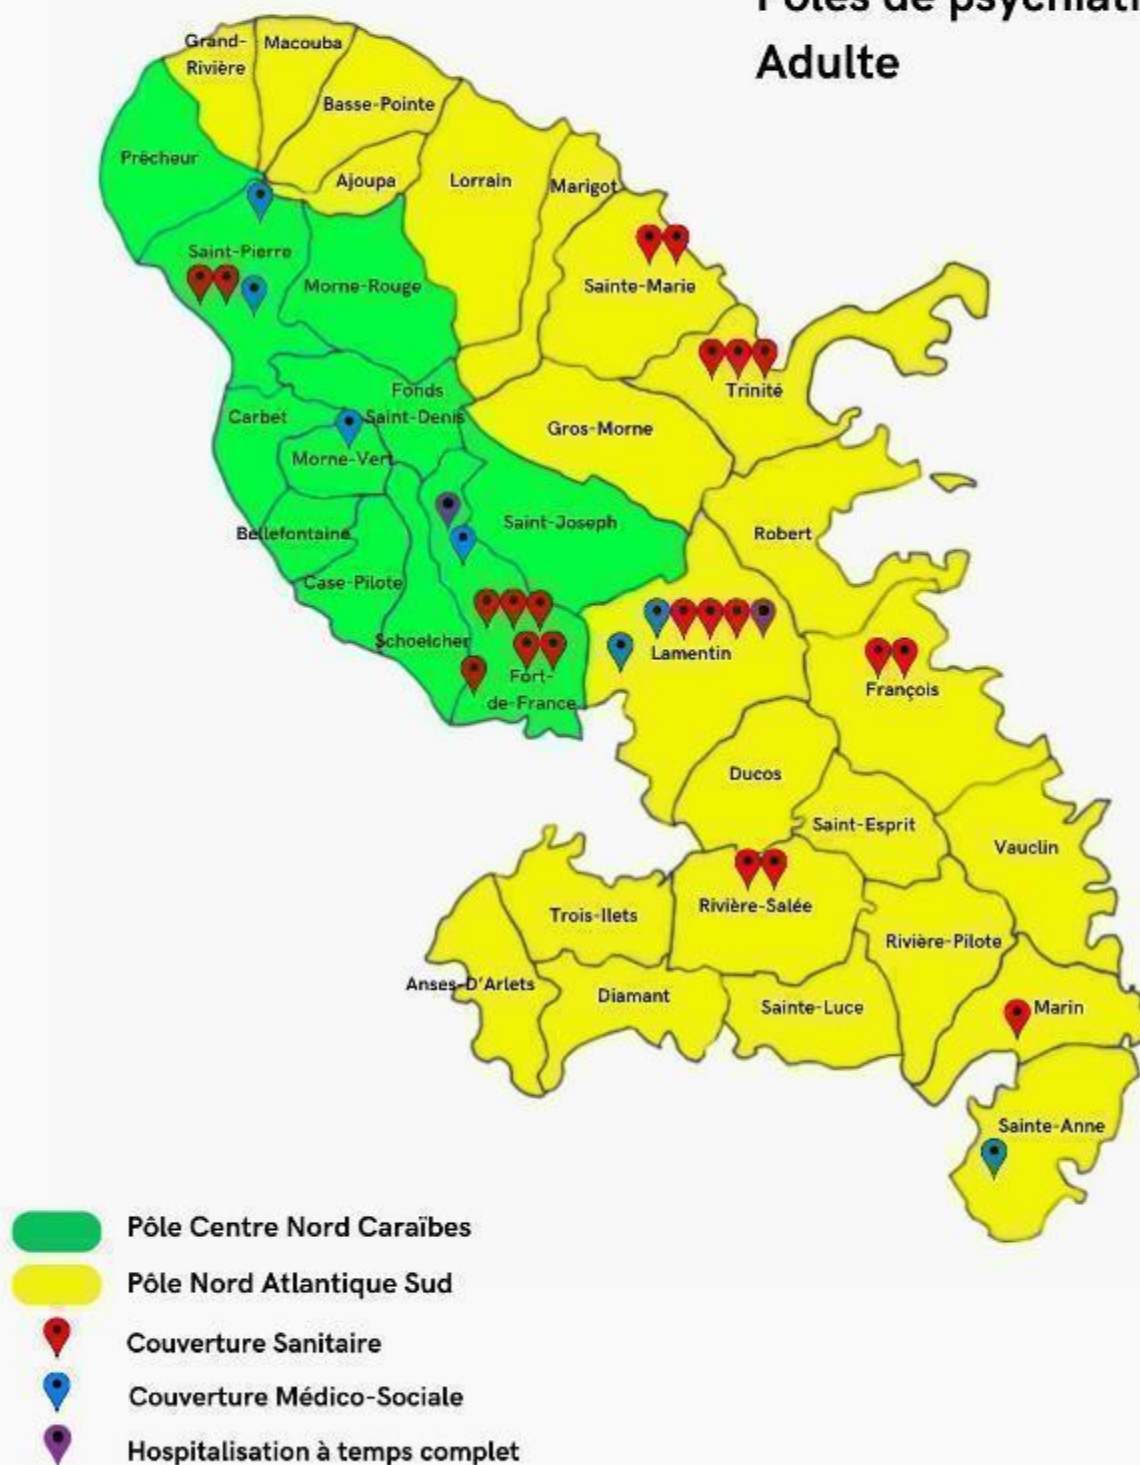 Pôles de psychiatri
Adulte
Grand-
Rivière
Macouba
Basse-Pointe
Prêcheur
Ajoupa
Lorrain
Marigot
Saint-Pierre
Morne-Rouge
Sainte-Marie
Fonds
Saint-Denis
Trinité
Carbet
Gros-Morne
Morne-Vert
Saint-Joseph
Robert
Bellefontaine
Case-Pilote
Schoelcher
Lamentin
Fort-
de-France
François
Ducos
Saint-Esprit
Vauclin
Trois-Ilets
Rivière-Salée
Rivière-Pilote
Anses-D'Arlets
Diamant
Sainte-Luce
Marin
Sainte-Anne
Pôle Centre Nord Caraïbes
Pôle Nord Atlantique Sud
Couverture Sanitaire
Couverture Médico-Sociale
Hospitalisation à temps complet